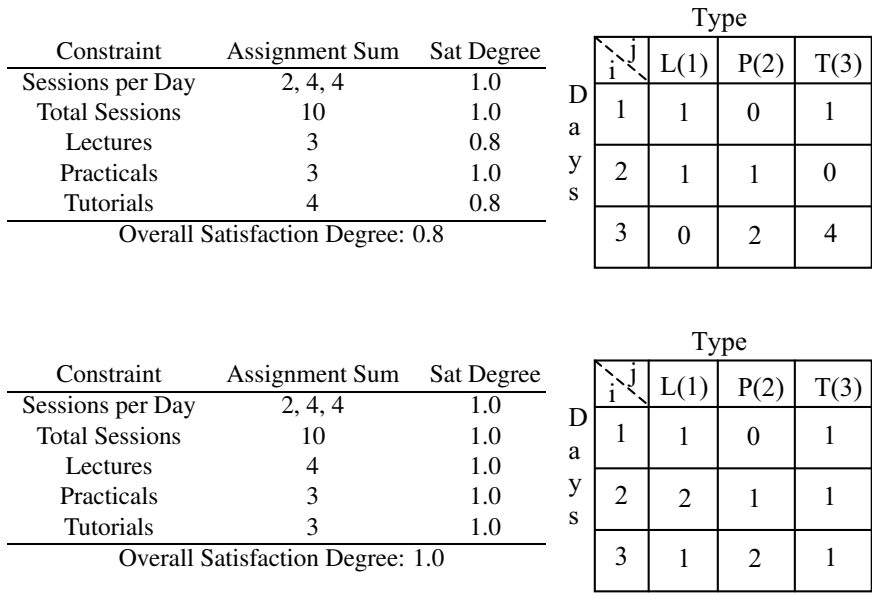 Constraint Assignment Sum Sat Degree
Sessions per Day 2, 4, 4 1.0
Total Sessions 10 1.0
Lectures 3 0.8
Practicals 3 1.0
Tutorials 4 0.8
Overall Satisfaction Degree: 0.8
Type
Days
i j L(1) P(2) T(3)
1 1 0 1
2 1 1 0
3 0 2 4
Constraint Assignment Sum Sat Degree
Sessions per Day 2, 4, 4 1.0
Total Sessions 10 1.0
Lectures 4 1.0
Practicals 3 1.0
Tutorials 3 1.0
Overall Satisfaction Degree: 1.0
Type
Days
i j L(1) P(2) T(3)
1 1 0 1
2 2 1 1
3 1 2 1